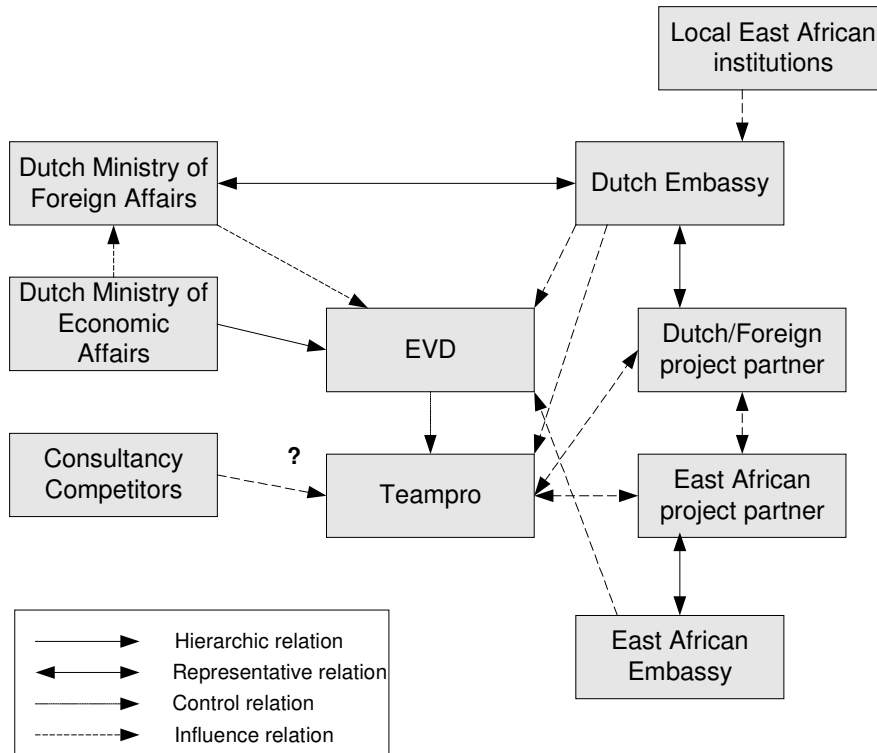 Local East African
institutions
Dutch Ministry of
Foreign Affairs
Dutch Embassy
Dutch Ministry of
Economic
Affairs
EVD
Dutch/Foreign
project partner
Consultancy
Competitors
?
Teampro
East African
project partner
East African
Embassy
Hierarchic relation
Representative relation
Control relation
Influence relation